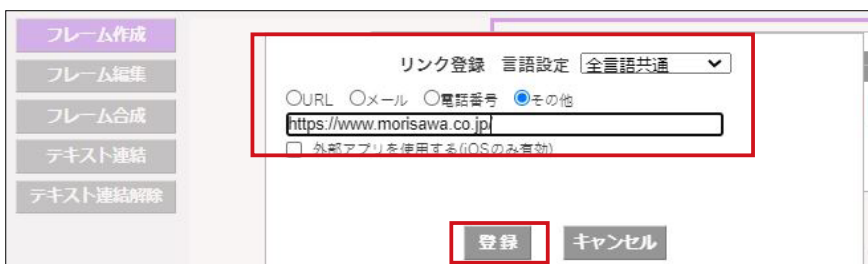 フレーム作成
フレーム編集
フレーム合成
テキスト連結
テキスト連結解除
リンク登録 言語設定 全言語共通
URL メール 電話番号 その他
https://www.morisawa.co.jp/
外部アプリを使用する(iOSのみ有効)
登録 キャンセル